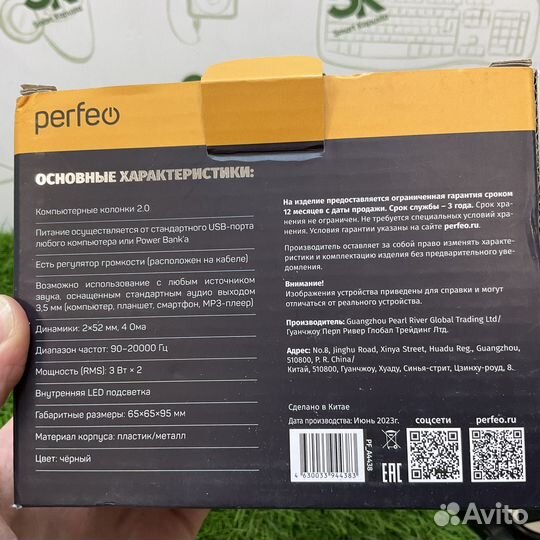 SK
Smart Корыто
perfeo
ОСНОВНЫЕ ХАРАКТЕРИСТИКИ:
Компьютерные колонки 2.0.
Питание осуществляется от стандартного USB-порта
любого компьютера или Power Bank'а
Есть регулятор громкости (расположен на кабеле)
Возможно использование с любым источником
звука, оснащенным стандартным аудио выходом
3,5 мм (компьютер, планшет, смартфон, MP3-плеер)
Динамики: 2×52 мм, 4 Ома
Диапазон частот: 90–20000 Гц
Мощность (RMS): 3 Вт × 2
Внутренняя LED подсветка
Габаритные размеры: 65×65×95 мм
Материал корпуса: пластик/металл
Цвет: чёрный
На изделие предоставляется ограниченная гарантия сроком
12 месяцев с даты продажи. Срок службы – 3 года. Срок хра-
нения не ограничен. Не требуется специальных условий хра-
нения. Условия гарантии указаны на сайте perfeo.ru.
Производитель оставляет за собой право изменять характе-
ристики и комплектацию изделия без предварительного уве-
домления.
Внимание!
Изображения устройства приведены для справки и могут
отличаться от реального устройства.
Производитель: Guangzhou Pearl River Global Trading Ltd/
Гуанчжоу Перл Ривер Глобал Трейдинг Лтд.
Адрес: No.8, Jinghu Road, Xinya Street, Huadu Reg., Guangzhou,
510800, P. R. China/
Китай, 510800, Гуанчжоу, Хуаду, Синья-стрит, Цзинху-роуд, 8.
Сделано в Китае
Дата производства: Июнь 2023г.
соцсети
perfeo.ru
PF_A4438
EAC
4 630033 944383
Avito